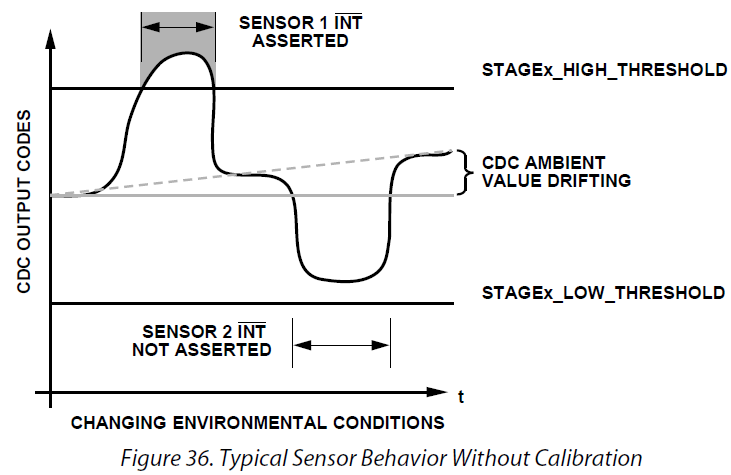 SENSOR 1 INT
ASSERTED
STAGEx_HIGH_THRESHOLD
CDC OUTPUT CODES
CDC AMBIENT
VALUE DRIFTING
STAGEx_LOW_THRESHOLD
SENSOR 2 INT
NOT ASSERTED
t
CHANGING ENVIRONMENTAL CONDITIONS
Figure 36. Typical Sensor Behavior Without Calibration